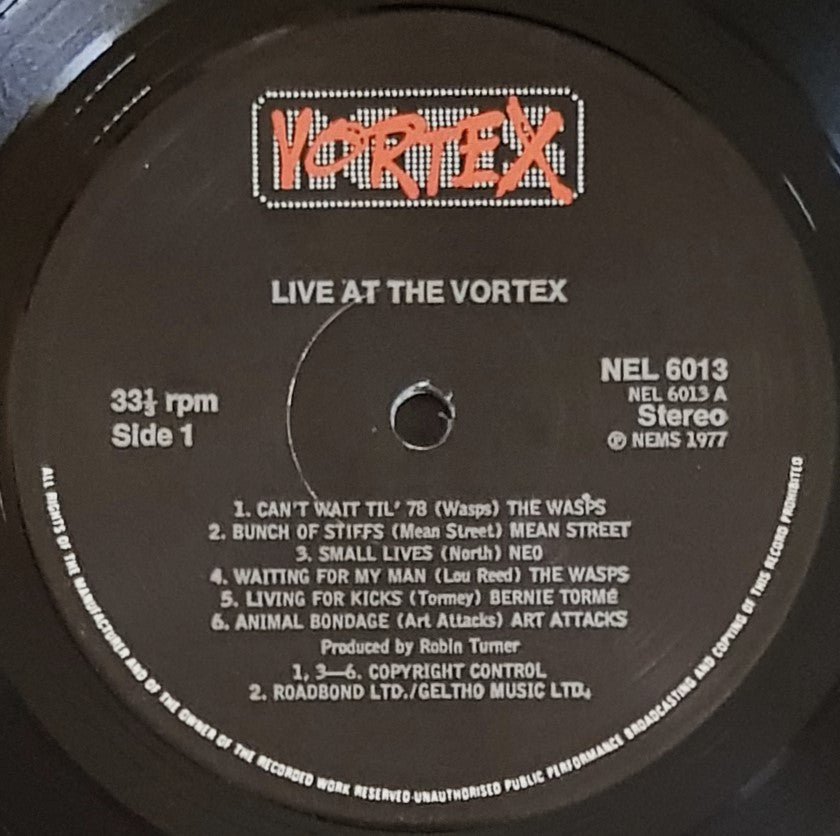 VORTEX
LIVE AT THE VORTEX
33⅓ rpm
Side 1
NEL 6013
NEL 6013 A
Stereo
℗ NEMS 1977
1. CAN'T WAIT TIL' 78 (Wasps) THE WASPS
2. BUNCH OF STIFFS (Mean Street) MEAN STREET
3. SMALL LIVES (North) NEO
4. WAITING FOR MY MAN (Lou Reed) THE WASPS
5. LIVING FOR KICKS (Tormey) BERNIE TORMé
6. ANIMAL BONDAGE (Art Attacks) ART ATTACKS
Produced by Robin Turner
1, 3—6. COPYRIGHT CONTROL
2. ROADBOND LTD./GELTHO MUSIC LTD.
ALL RIGHTS OF THE MANUFACTURER AND OF THE OWNER OF THE RECORDED WORK RESERVED-UNAUTHORISED PUBLIC PERFORMANCE BROADCASTING AND COPYING OF THIS RECORD PROHIBITED